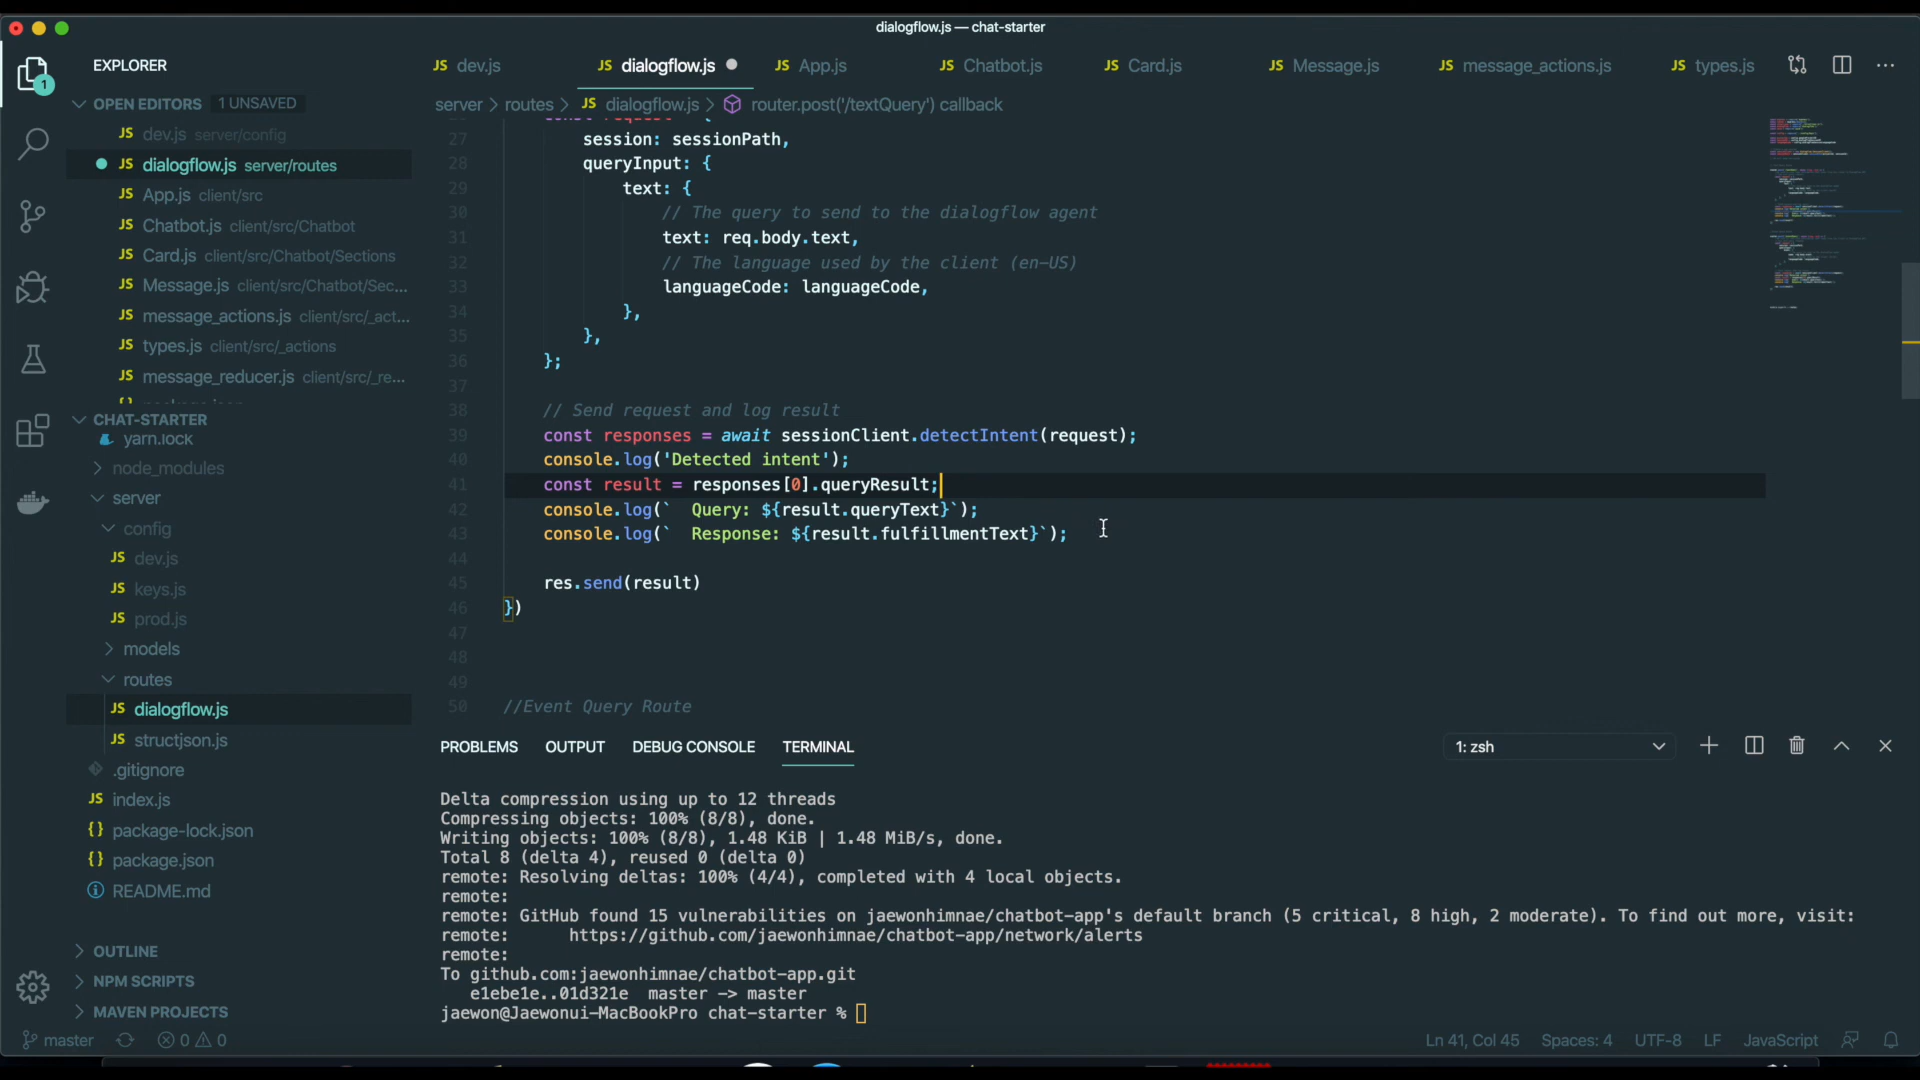 dialogflow.js — chat-starter
EXPLORER
JS dev.js
JS dialogflow.js
JS App.js
JS Chatbot.js
JS Card.js
JS Message.js
JS message_actions.js
JS types.js
1
OPEN EDITORS 1 UNSAVED
server > routes > JS dialogflow.js > router.post('/textQuery') callback
JS dev.js server/config
JS dialogflow.js server/routes
JS App.js client/src
JS Chatbot.js client/src/Chatbot
JS Card.js client/src/Chatbot/Sections
JS Message.js client/src/Chatbot/Sec...
JS message_actions.js client/src/_act...
JS types.js client/src/_actions
JS message_reducer.js client/src/_re...
CHAT-STARTER
yarn.lock
node_modules
server
config
JS dev.js
JS keys.js
JS prod.js
models
routes
JS dialogflow.js
JS structjson.js
.gitignore
JS index.js
{} package-lock.json
{} package.json
README.md
OUTLINE
NPM SCRIPTS
MAVEN PROJECTS
27 session: sessionPath,
28 queryInput: {
29 text: {
30 // The query to send to the dialogflow agent
31 text: req.body.text,
32 // The language used by the client (en-US)
33 languageCode: languageCode,
34 },
35 },
36 };
37
38 // Send request and log result
39 const responses = await sessionClient.detectIntent(request);
40 console.log('Detected intent');
41 const result = responses[0].queryResult;
42 console.log(`  Query: ${result.queryText}`);
43 console.log(`  Response: ${result.fulfillmentText}`);
44
45 res.send(result)
46 })
47
48
49
50 //Event Query Route
PROBLEMS OUTPUT DEBUG CONSOLE TERMINAL
1: zsh
Delta compression using up to 12 threads
Compressing objects: 100% (8/8), done.
Writing objects: 100% (8/8), 1.48 KiB | 1.48 MiB/s, done.
Total 8 (delta 4), reused 0 (delta 0)
remote: Resolving deltas: 100% (4/4), completed with 4 local objects.
remote:
remote: GitHub found 15 vulnerabilities on jaewonhimnae/chatbot-app's default branch (5 critical, 8 high, 2 moderate). To find out more, visit:
remote:      https://github.com/jaewonhimnae/chatbot-app/network/alerts
remote:
To github.com:jaewonhimnae/chatbot-app.git
   e1ebe1e..01d321e  master -> master
jaewon@Jaewonui-MacBookPro chat-starter %
master 0 0
Ln 41, Col 45 Spaces: 4 UTF-8 LF JavaScript